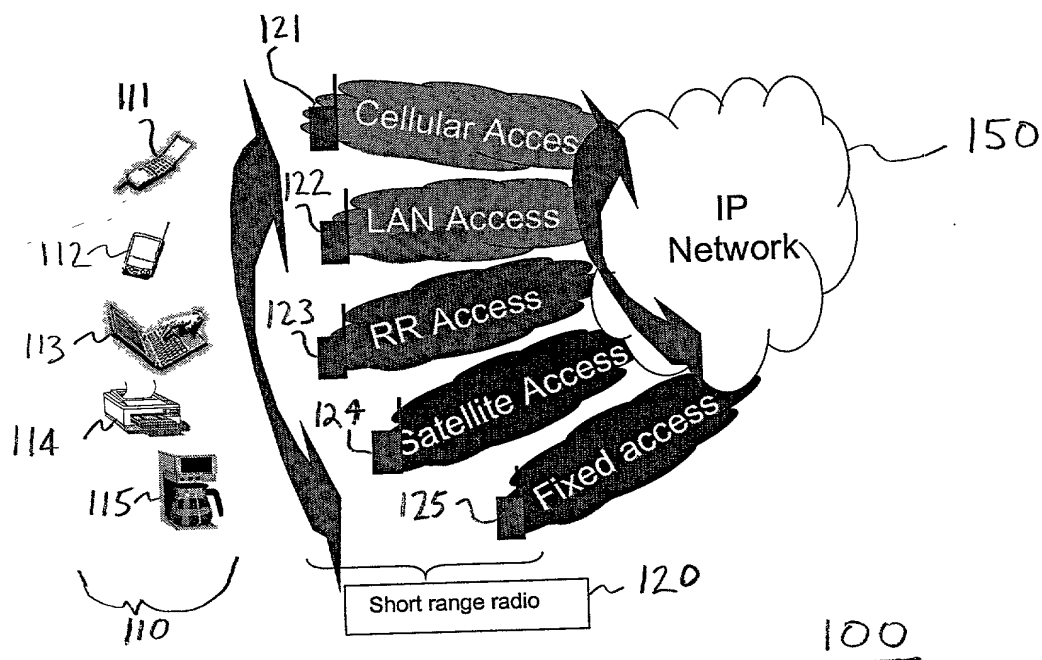 121
111
Cellular Acces
150
122
LAN Access
IP
Network
112
123
RR Access
113
Satellite Access
124
114
Fixed access
115
125
Short range radio
120
110
100